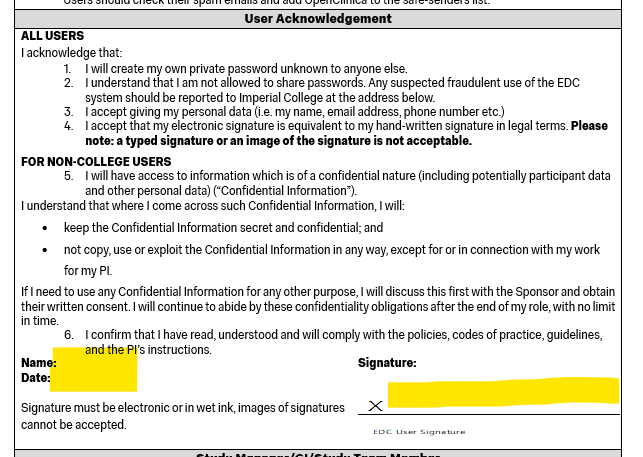 Users should check their spam emails and add OpenClinica to the safe-senders list.
User Acknowledgement
ALL USERS
I acknowledge that:
1. I will create my own private password unknown to anyone else.
2. I understand that I am not allowed to share passwords. Any suspected fraudulent use of the EDC
system should be reported to Imperial College at the address below.
3. I accept giving my personal data (i.e. my name, email address, phone number etc.)
4. I accept that my electronic signature is equivalent to my hand-written signature in legal terms. Please
note: a typed signature or an image of the signature is not acceptable.
FOR NON-COLLEGE USERS
5. I will have access to information which is of a confidential nature (including potentially participant data
and other personal data) (“Confidential Information”).
I understand that where I come across such Confidential Information, I will:
• keep the Confidential Information secret and confidential; and
• not copy, use or exploit the Confidential Information in any way, except for or in connection with my work
for my PI.
If I need to use any Confidential Information for any other purpose, I will discuss this first with the Sponsor and obtain
their written consent. I will continue to abide by these confidentiality obligations after the end of my role, with no limit
in time.
6. I confirm that I have read, understood and will comply with the policies, codes of practice, guidelines,
and the PI’s instructions.
Name:
Signature:
Date:
X
Signature must be electronic or in wet ink, images of signatures
cannot be accepted.
EDC User Signature
Study Manager/CI/Study Team Member